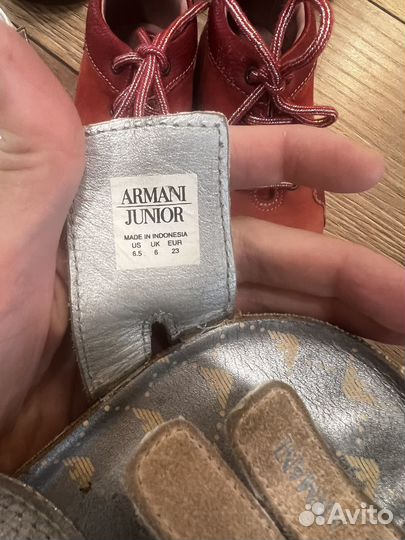 ARMANI
JUNIOR
MADE IN INDONESIA
US UK EUR
6.5 6 23
Avito